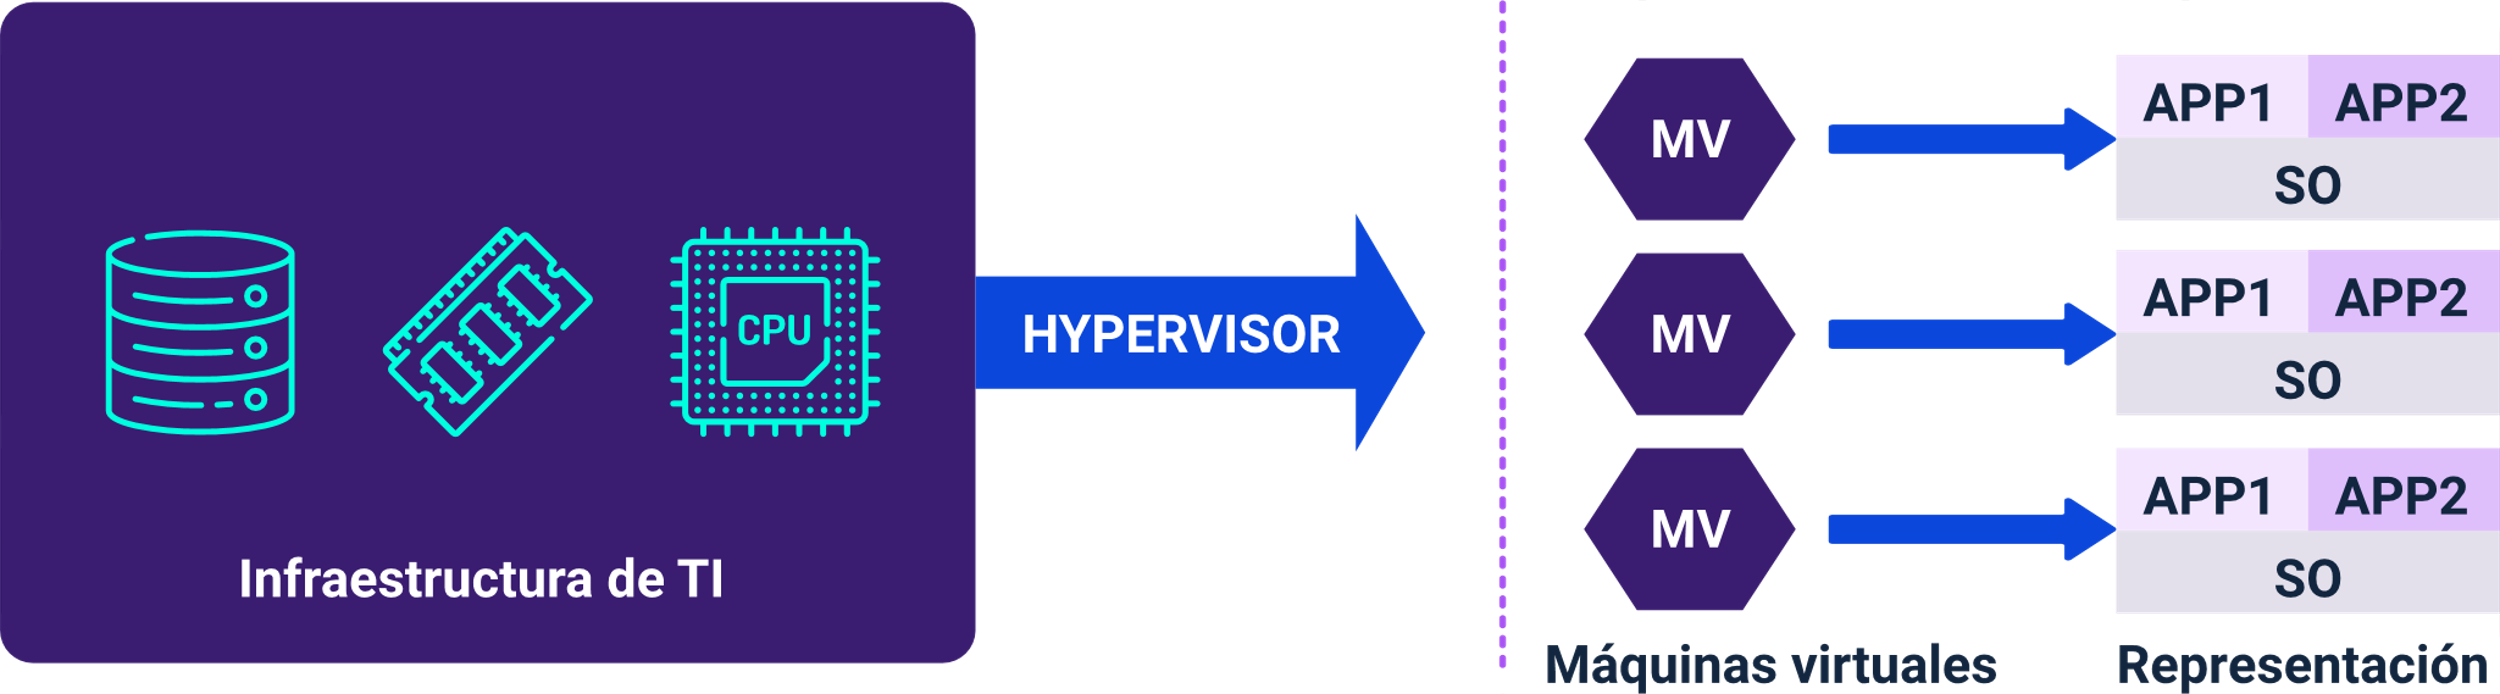 CPU
Infraestructura de TI
HYPERVISOR
MV
APP1 APP2
SO
MV
APP1 APP2
SO
MV
APP1 APP2
SO
Máquinas virtuales
Representación